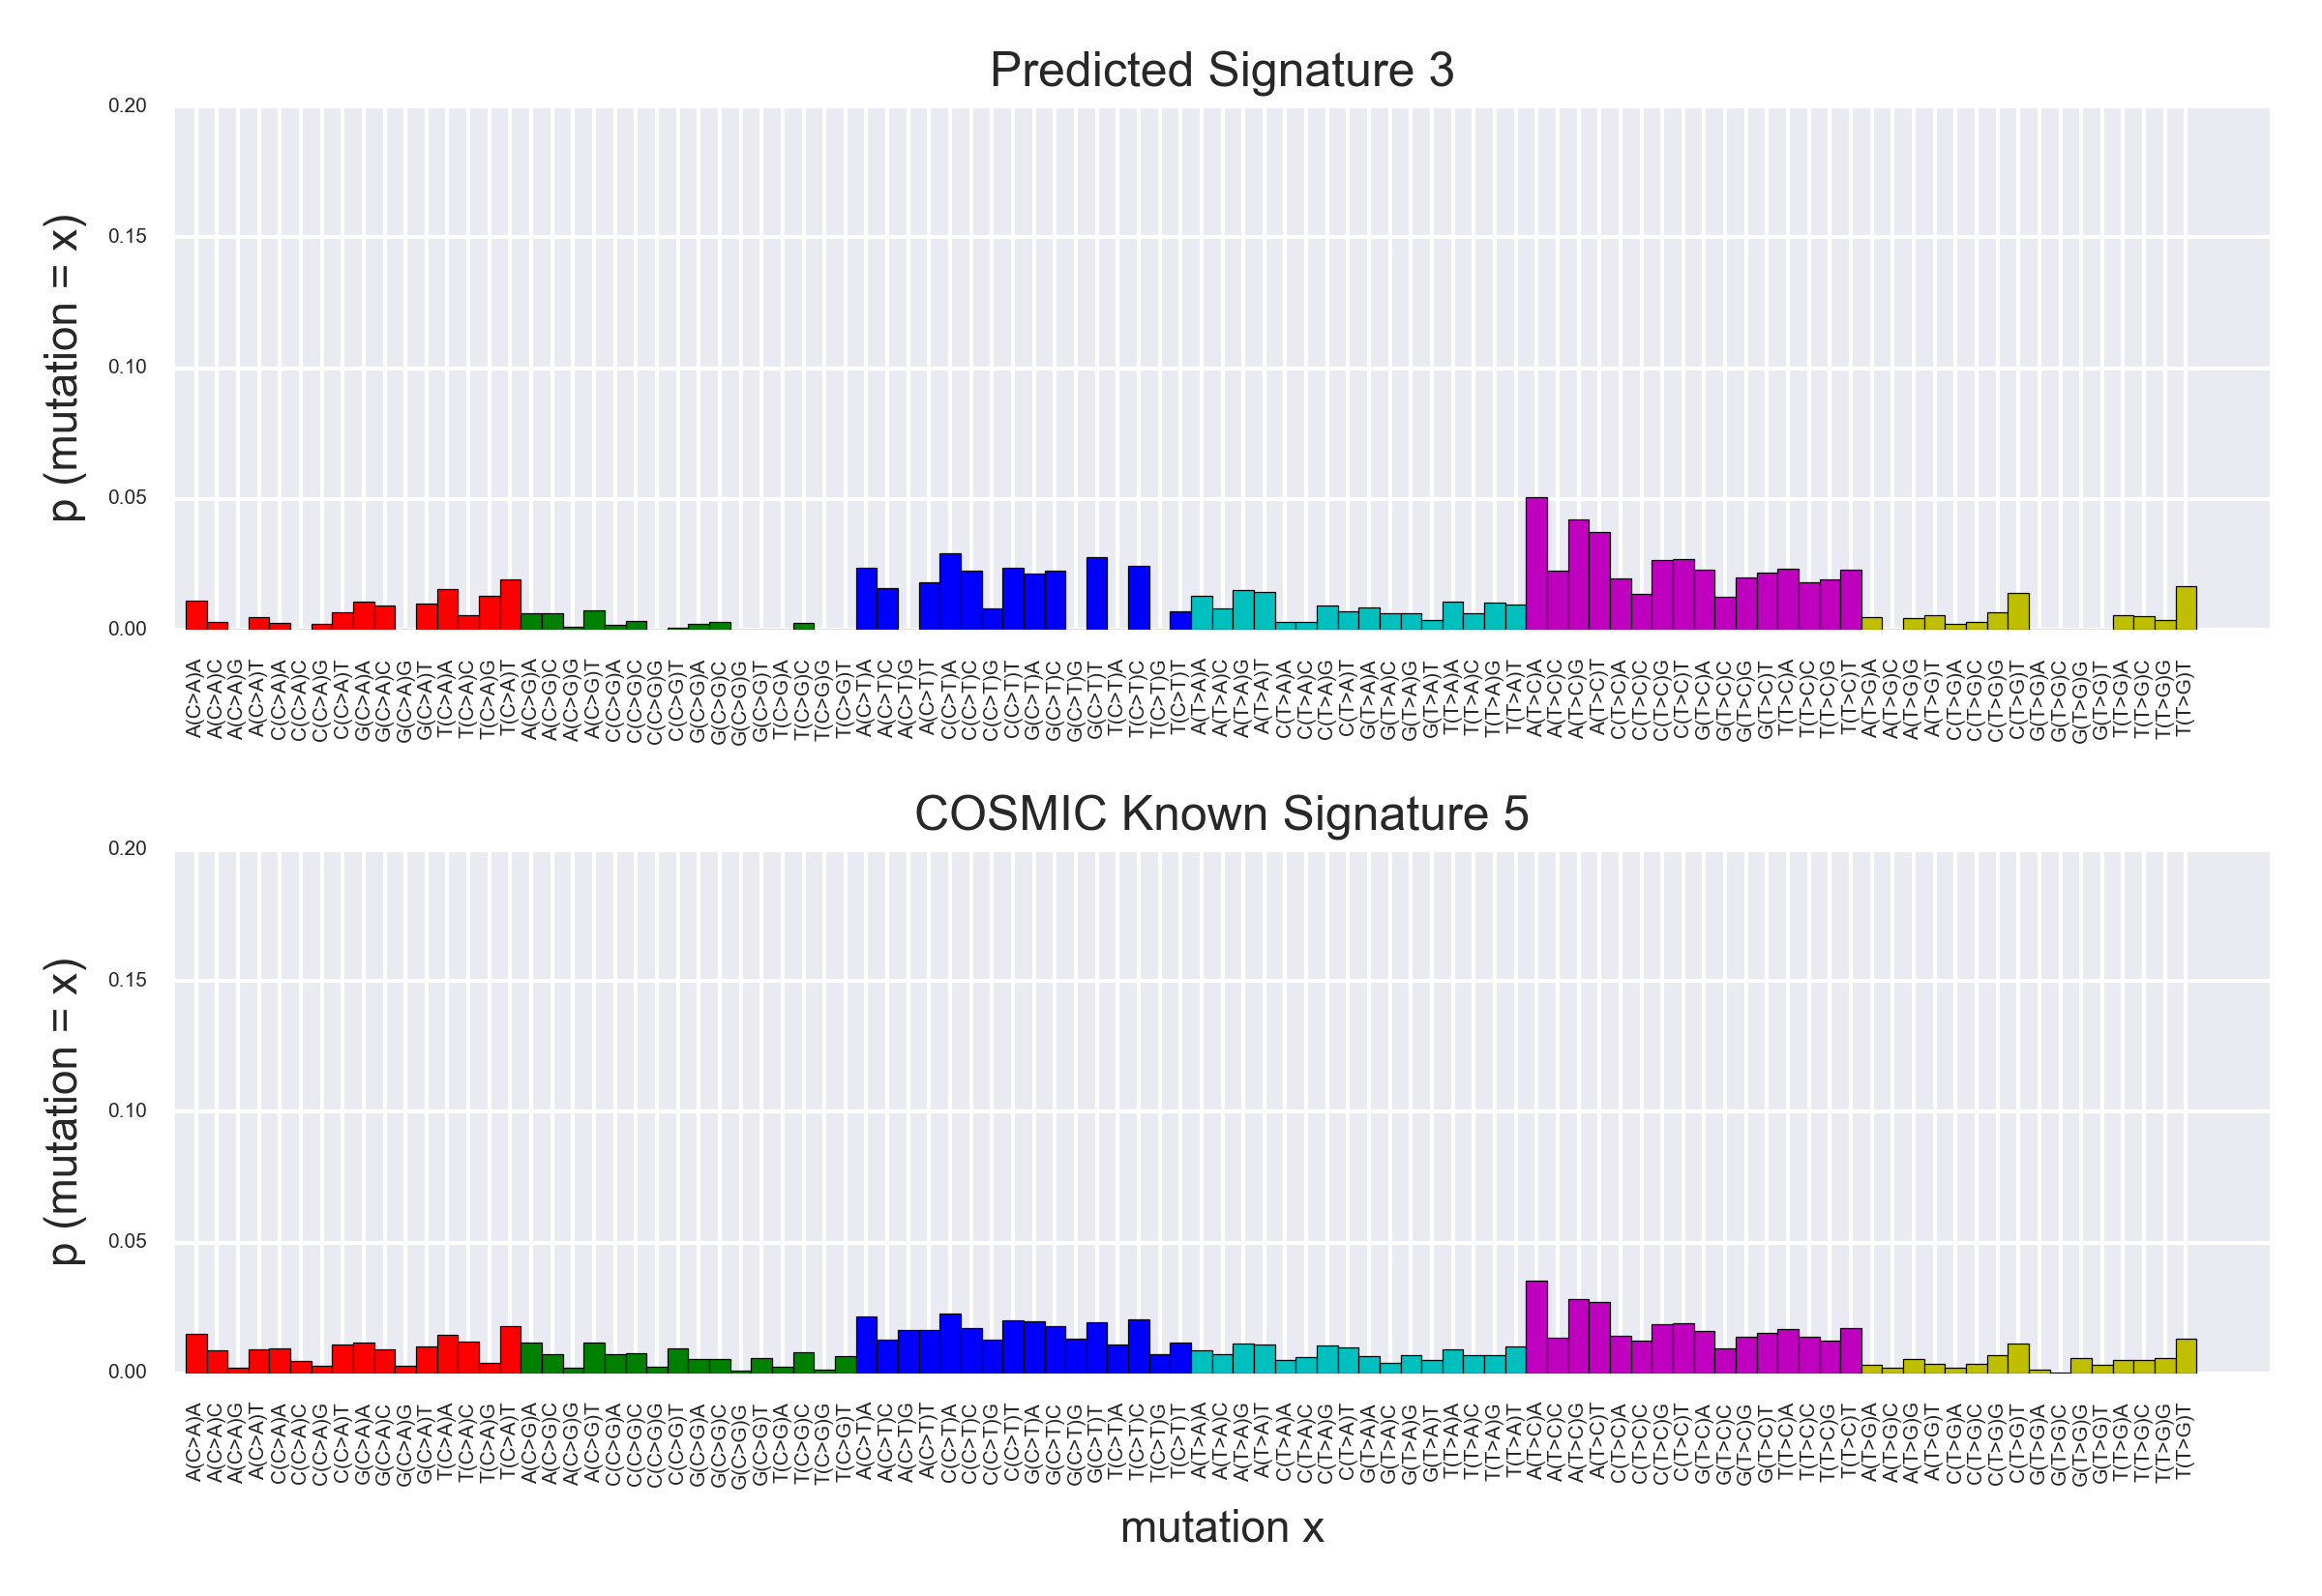 Predicted Signature 3
p (mutation = x)
0.20
0.15
0.10
0.05
0.00
A(C>A)A A(C>A)C A(C>A)G A(C>A)T C(C>A)A C(C>A)C C(C>A)G C(C>A)T G(C>A)A G(C>A)C G(C>A)G G(C>A)T T(C>A)A T(C>A)C T(C>A)G T(C>A)T A(C>G)A A(C>G)C A(C>G)G A(C>G)T C(C>G)A C(C>G)C C(C>G)G C(C>G)T G(C>G)A G(C>G)C G(C>G)G G(C>G)T T(C>G)A T(C>G)C T(C>G)G T(C>G)T A(C>T)A A(C>T)C A(C>T)G A(C>T)T C(C>T)A C(C>T)C C(C>T)G C(C>T)T G(C>T)A G(C>T)C G(C>T)G G(C>T)T T(C>T)A T(C>T)C T(C>T)G T(C>T)T A(T>A)A A(T>A)C A(T>A)G A(T>A)T C(T>A)A C(T>A)C C(T>A)G C(T>A)T G(T>A)A G(T>A)C G(T>A)G G(T>A)T T(T>A)A T(T>A)C T(T>A)G T(T>A)T A(T>C)A A(T>C)C A(T>C)G A(T>C)T C(T>C)A C(T>C)C C(T>C)G C(T>C)T G(T>C)A G(T>C)C G(T>C)G G(T>C)T T(T>C)A T(T>C)C T(T>C)G T(T>C)T A(T>G)A A(T>G)C A(T>G)G A(T>G)T C(T>G)A C(T>G)C C(T>G)G C(T>G)T G(T>G)A G(T>G)C G(T>G)G G(T>G)T T(T>G)A T(T>G)C T(T>G)G T(T>G)T
COSMIC Known Signature 5
p (mutation = x)
0.20
0.15
0.10
0.05
0.00
A(C>A)A A(C>A)C A(C>A)G A(C>A)T C(C>A)A C(C>A)C C(C>A)G C(C>A)T G(C>A)A G(C>A)C G(C>A)G G(C>A)T T(C>A)A T(C>A)C T(C>A)G T(C>A)T A(C>G)A A(C>G)C A(C>G)G A(C>G)T C(C>G)A C(C>G)C C(C>G)G C(C>G)T G(C>G)A G(C>G)C G(C>G)G G(C>G)T T(C>G)A T(C>G)C T(C>G)G T(C>G)T A(C>T)A A(C>T)C A(C>T)G A(C>T)T C(C>T)A C(C>T)C C(C>T)G C(C>T)T G(C>T)A G(C>T)C G(C>T)G G(C>T)T T(C>T)A T(C>T)C T(C>T)G T(C>T)T A(T>A)A A(T>A)C A(T>A)G A(T>A)T C(T>A)A C(T>A)C C(T>A)G C(T>A)T G(T>A)A G(T>A)C G(T>A)G G(T>A)T T(T>A)A T(T>A)C T(T>A)G T(T>A)T A(T>C)A A(T>C)C A(T>C)G A(T>C)T C(T>C)A C(T>C)C C(T>C)G C(T>C)T G(T>C)A G(T>C)C G(T>C)G G(T>C)T T(T>C)A T(T>C)C T(T>C)G T(T>C)T A(T>G)A A(T>G)C A(T>G)G A(T>G)T C(T>G)A C(T>G)C C(T>G)G C(T>G)T G(T>G)A G(T>G)C G(T>G)G G(T>G)T T(T>G)A T(T>G)C T(T>G)G T(T>G)T
mutation x